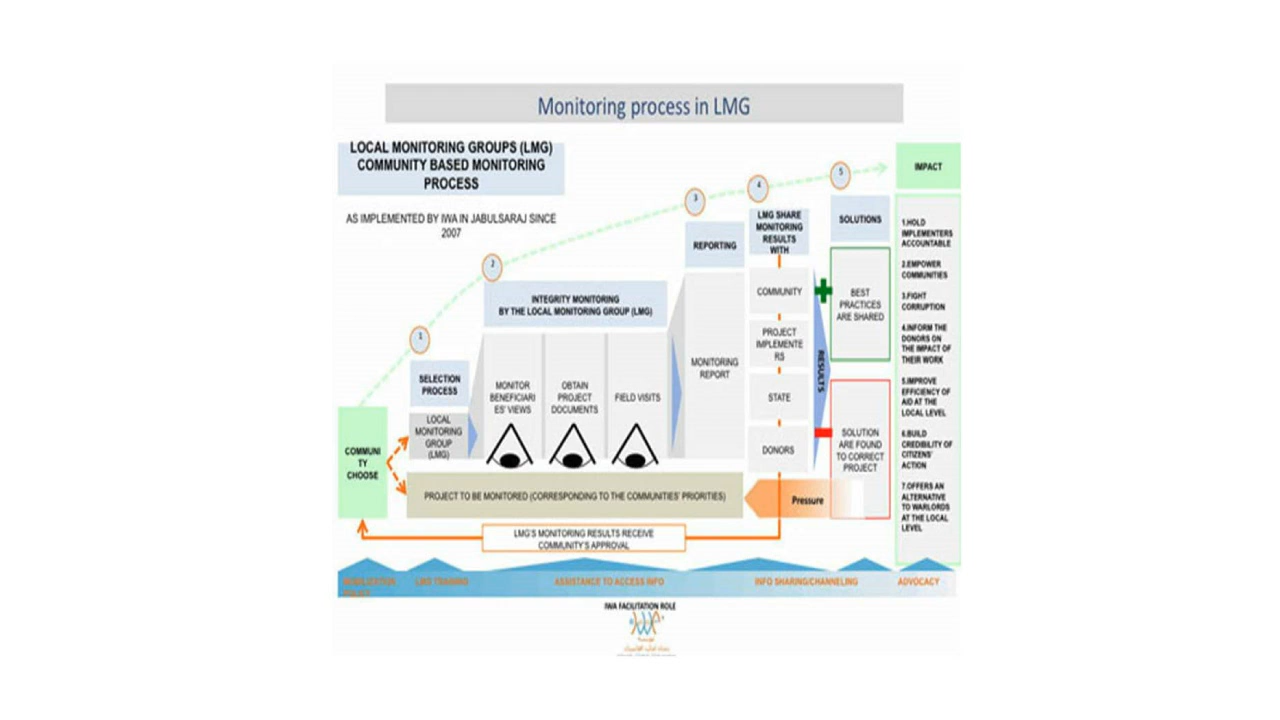 Monitoring process in LMG
LOCAL MONITORING GROUPS (LMG)
COMMUNITY BASED MONITORING
PROCESS
AS IMPLEMENTED BY IWA IN JABULSARAJ SINCE
2007
COMMUNI
TY
CHOOSE
1
SELECTION
PROCESS
LOCAL
MONITORING
GROUP
(LMG)
2
INTEGRITY MONITORING
BY THE LOCAL MONITORING GROUP (LMG)
MONITOR
BENEFICIARI
ES' VIEWS
OBTAIN
PROJECT
DOCUMENTS
FIELD VISITS
3
REPORTING
MONITORING
REPORT
4
LMG SHARE
MONITORING
RESULTS
WITH
COMMUNITY
PROJECT
IMPLEMENTE
RS
STATE
DONORS
RESULTS
5
SOLUTIONS
BEST
PRACTICES
ARE SHARED
SOLUTION
ARE FOUND
TO CORRECT
PROJECT
IMPACT
1.HOLD
IMPLEMENTERS
ACCOUNTABLE
2.EMPOWER
COMMUNITIES
3.FIGHT
CORRUPTION
4.INFORM THE
DONORS ON
THE IMPACT OF
THEIR WORK
5.IMPROVE
EFFICIENCY OF
AID AT THE
LOCAL LEVEL
6.BUILD
CREDIBILITY OF
CITIZENS'
ACTION
7.OFFERS AN
ALTERNATIVE
TO WARLORDS
AT THE LOCAL
LEVEL
PROJECT TO BE MONITORED (CORRESPONDING TO THE COMMUNITIES' PRIORITIES)
Pressure
LMG'S MONITORING RESULTS RECEIVE
COMMUNITY'S APPROVAL
LMG TRAINING
ASSISTANCE TO ACCESS INFO
INFO SHARING/CHANNELING
ADVOCACY
IWA FACILITATION ROLE
IWA